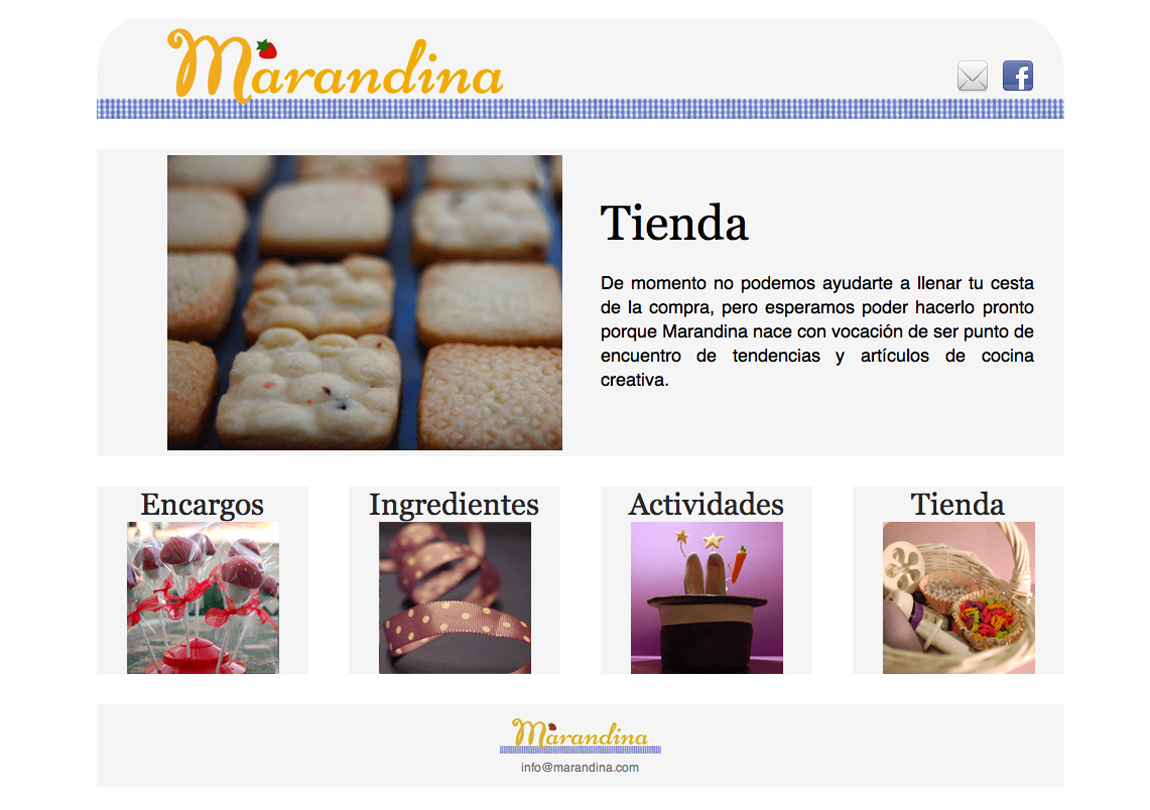 Marandina
Tienda
De momento no podemos ayudarte a llenar tu cesta
de la compra, pero esperamos poder hacerlo pronto
porque Marandina nace con vocación de ser punto de
encuentro de tendencias y artículos de cocina
creativa.
Encargos
Ingredientes
Actividades
Tienda
Marandina
info@marandina.com